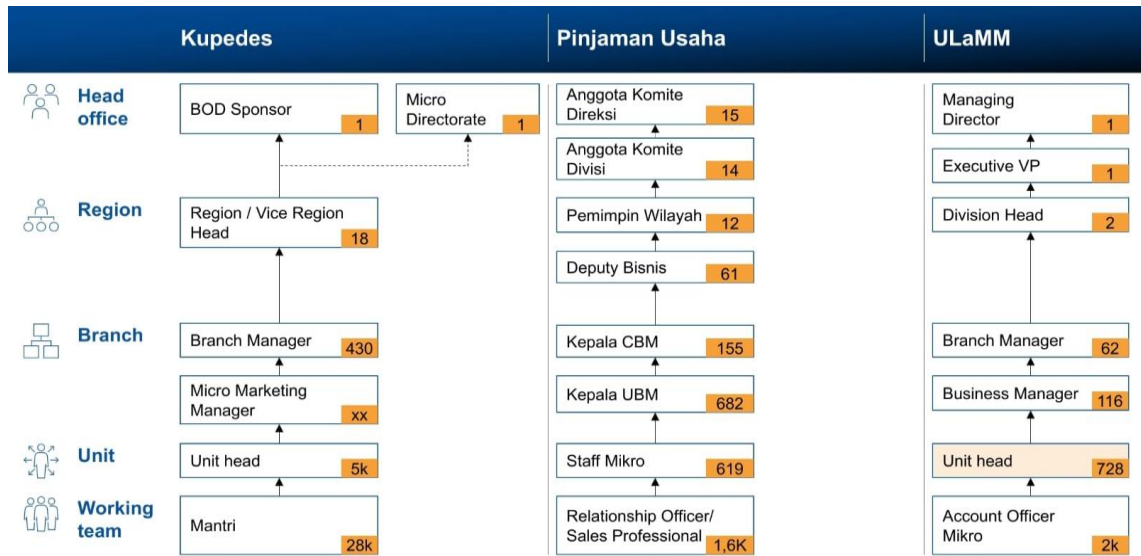 Kupedes
Pinjaman Usaha
ULaMM
Head
office
BOD Sponsor
1
Micro
Directorate
1
Anggota Komite
Direksi
15
Anggota Komite
Divisi
14
Managing
Director
1
Executive VP
1
Region
Region / Vice Region
Head
18
Pemimpin Wilayah
12
Deputy Bisnis
61
Division Head
2
Branch
Branch Manager
430
Micro Marketing
Manager
xx
Kepala CBM
155
Kepala UBM
682
Branch Manager
62
Business Manager
116
Unit
Unit head
5k
Staff Mikro
619
Unit head
728
Working
team
Mantri
28k
Relationship Officer/
Sales Professional
1,6K
Account Officer
Mikro
2k